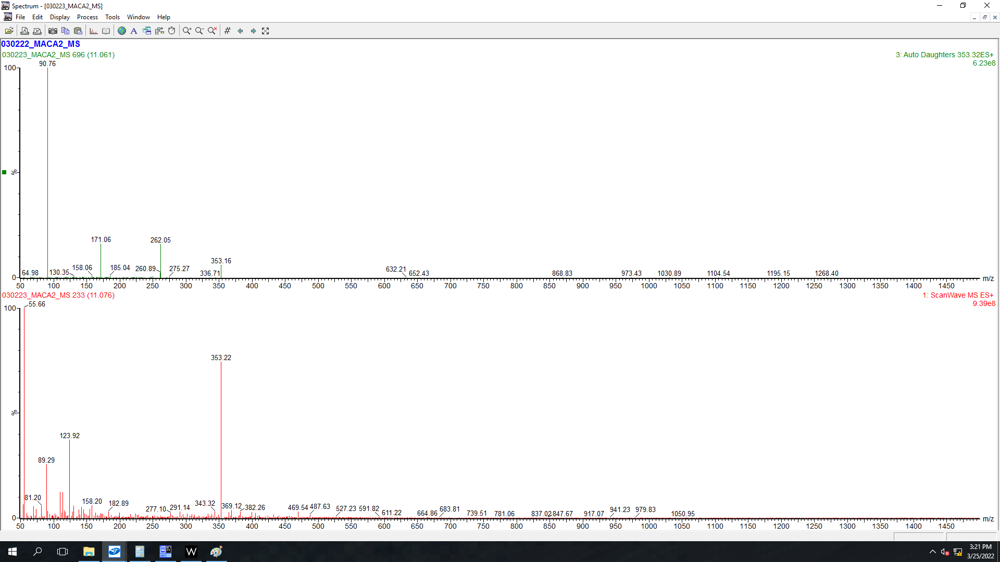 Spectrum - [030223_MACA2_MS]
File Edit Display Process Tools Window Help
030222_MACA2_MS
030223_MACA2_MS 696 (11.061)
3: Auto Daughters 353.32ES+
6.23e8
90.76
100
%
171.06
262.05
353.16
64.98 130.35 158.06 185.04 260.89 275.27 336.71 632.21 652.43 868.83 973.43 1030.89 1104.54 1195.15 1268.40
0
m/z
50 100 150 200 250 300 350 400 450 500 550 600 650 700 750 800 850 900 950 1000 1050 1100 1150 1200 1250 1300 1350 1400 1450
030223_MACA2_MS 233 (11.076)
1: ScanWave MS ES+
9.39e8
55.66
100
353.22
%
123.92
89.29
81.20 158.20 182.89 277.10 291.14 343.32 369.12 382.26 469.54 487.63 527.23 591.82 611.22 664.86 683.81 739.51 781.06 837.02 847.67 917.07 941.23 979.83 1050.95
0
m/z
50 100 150 200 250 300 350 400 450 500 550 600 650 700 750 800 850 900 950 1000 1050 1100 1150 1200 1250 1300 1350 1400 1450
3:21 PM
3/25/2022